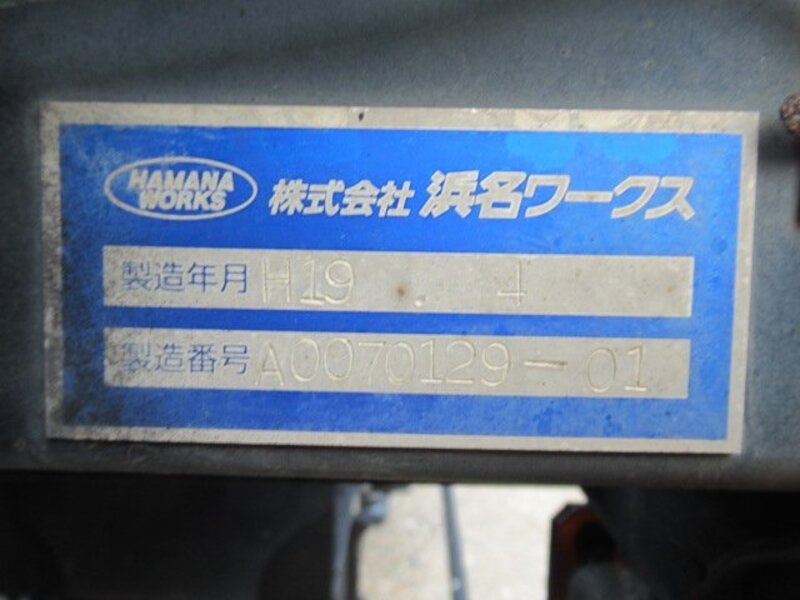 HAMANA WORKS 株式会社 浜名ワークス
製造年月 H19 . 4
製造番号 A0070129-01